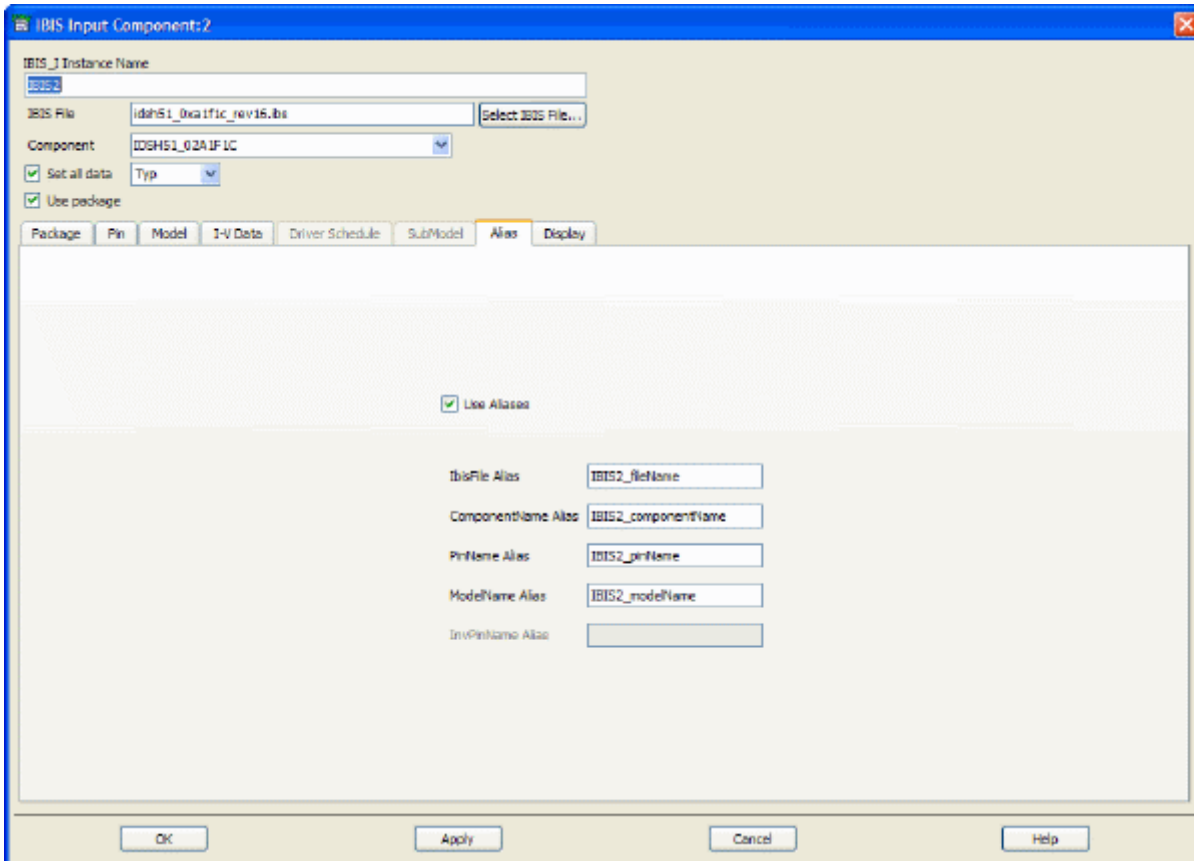 IBIS Input Component:2
IBIS_I Instance Name
IBIS2
IBIS File idsh51_0xa1f1c_rev16.ibs Select IBIS File...
Component IDSH51_02A1F1C
Set all data Typ
Use package
Package Pin Model I-V Data Driver Schedule SubModel Alias Display
Use Aliases
IbisFile Alias IBIS2_fileName
ComponentName Alias IBIS2_componentName
PinName Alias IBIS2_pinName
ModelName Alias IBIS2_modelName
InvPinName Alias
OK Apply Cancel Help